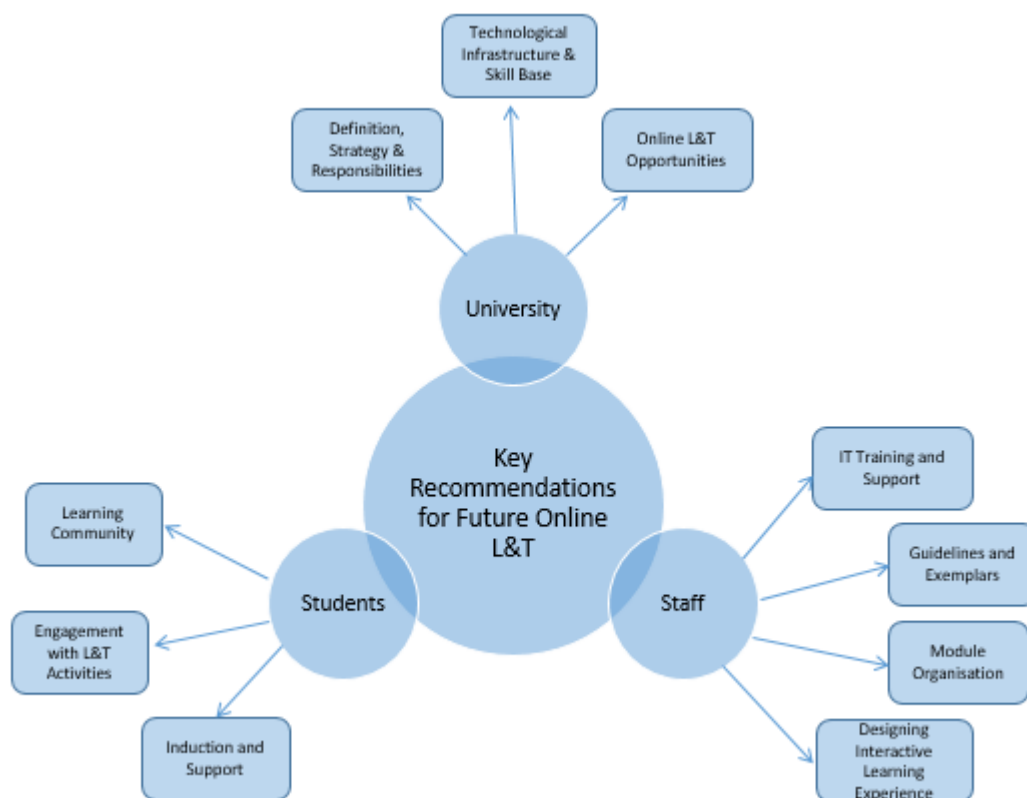 Technological
Infrastructure &
Skill Base
Definition,
Strategy &
Responsibilities
Online L&T
Opportunities
University
Key
Recommendations
for Future Online
L&T
IT Training and
Support
Learning
Community
Guidelines and
Exemplars
Students
Staff
Engagement
with L&T
Activities
Module
Organisation
Induction and
Support
Designing
Interactive
Learning
Experience